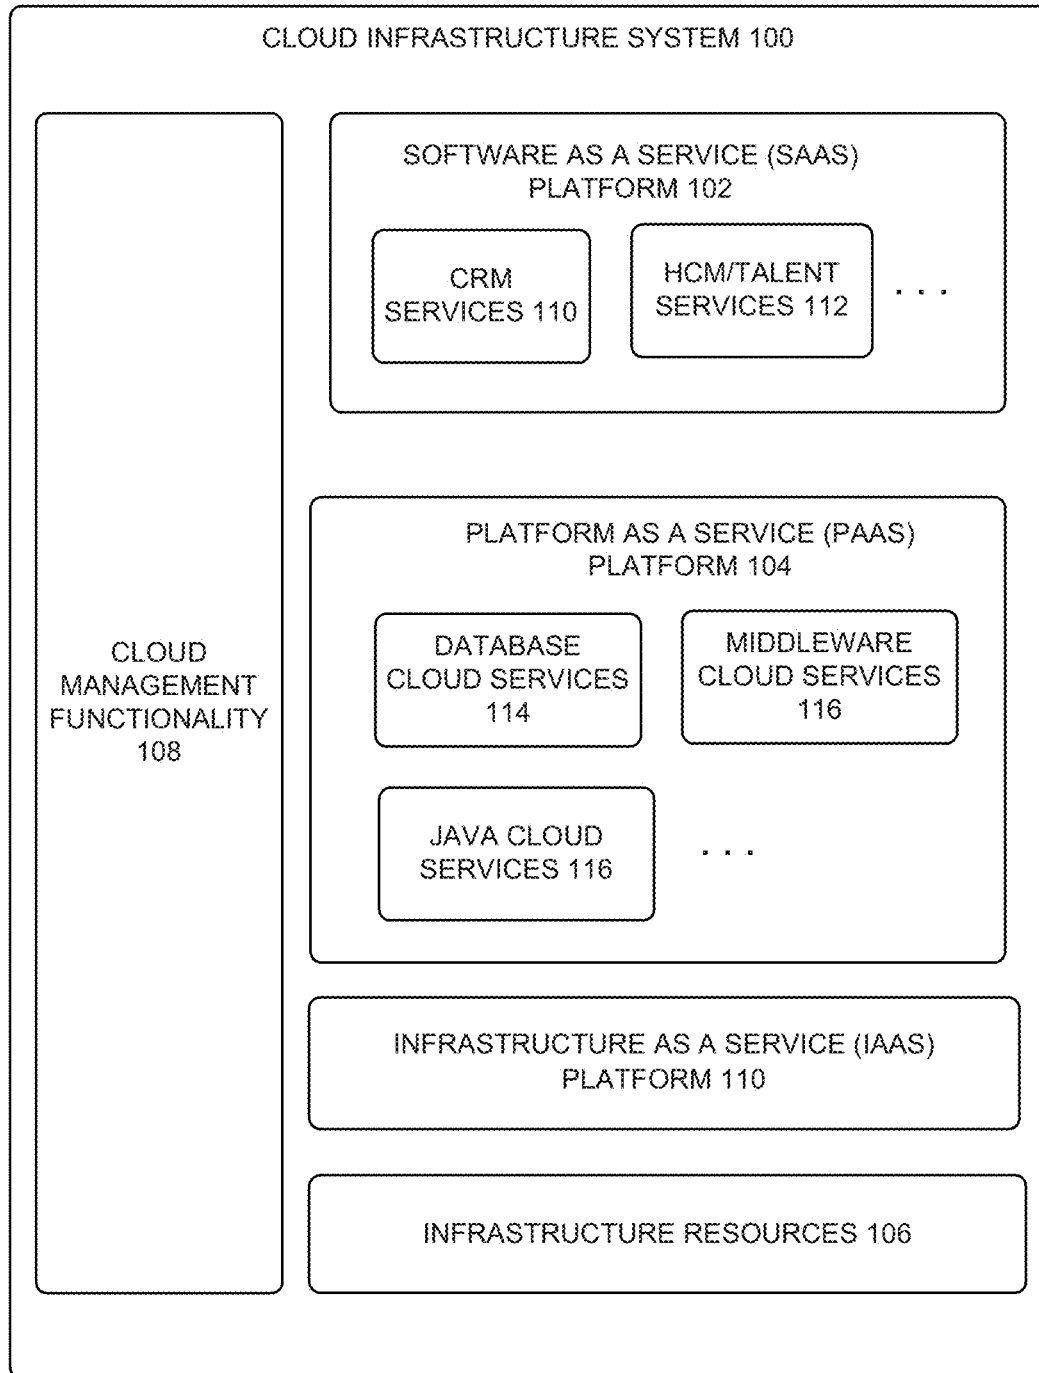 CLOUD INFRASTRUCTURE SYSTEM 100
SOFTWARE AS A SERVICE (SAAS)
PLATFORM 102
CRM
SERVICES 110
HCM/TALENT
SERVICES 112
. . .
PLATFORM AS A SERVICE (PAAS)
PLATFORM 104
DATABASE
CLOUD SERVICES
114
MIDDLEWARE
CLOUD SERVICES
116
JAVA CLOUD
SERVICES 116
. . .
CLOUD
MANAGEMENT
FUNCTIONALITY
108
INFRASTRUCTURE AS A SERVICE (IAAS)
PLATFORM 110
INFRASTRUCTURE RESOURCES 106